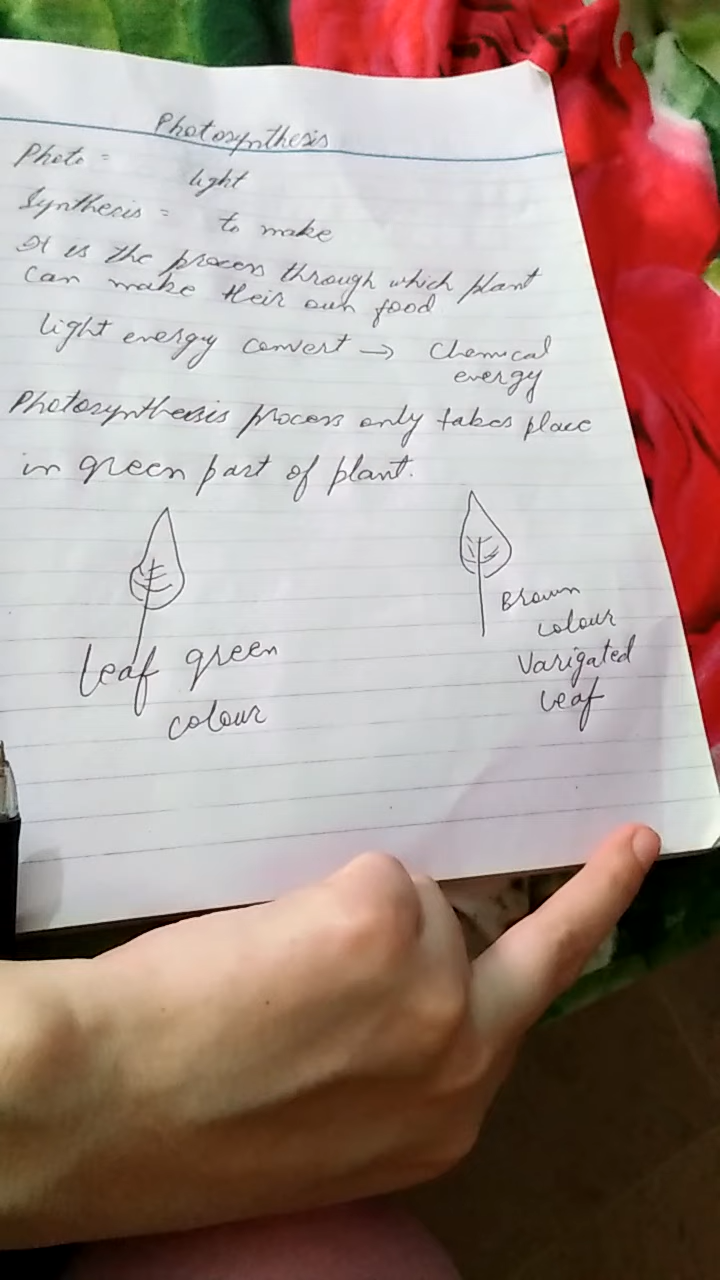 Photosynthesis
Photo = light
Synthesis = to make
It is the process through which plant
can make their own food
light energy convert → Chemical
energy
Photosynthesis process only takes place
in green part of plant.
leaf green
colour
Brown
colour
Varigated
leaf